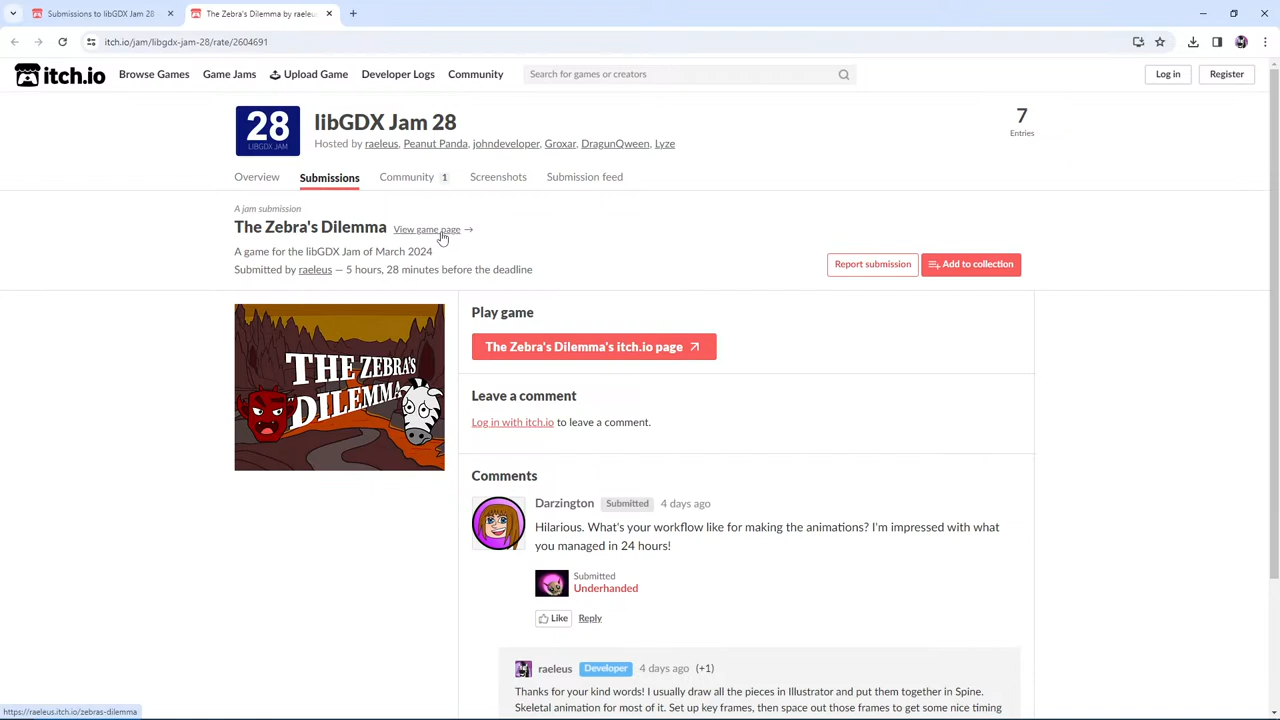 Submissions to libGDX Jam 28
The Zebra's Dilemma by raeleus
itch.io/jam/libgdx-jam-28/rate/2604691
itch.io
Browse Games
Game Jams
Upload Game
Developer Logs
Community
Search for games or creators
Log in
Register
28
LIBGDX JAM
libGDX Jam 28
Hosted by raeleus, Peanut Panda, johndeveloper, Groxar, DragunQween, Lyze
7
Entries
Overview
Submissions
Community 1
Screenshots
Submission feed
A jam submission
The Zebra's Dilemma View game page →
A game for the libGDX Jam of March 2024
Submitted by raeleus — 5 hours, 28 minutes before the deadline
Report submission
Add to collection
THE ZEBRA'S
DILEMMA
Play game
The Zebra's Dilemma's itch.io page
Leave a comment
Log in with itch.io to leave a comment.
Comments
Darzington Submitted 4 days ago
Hilarious. What's your workflow like for making the animations? I'm impressed with what
you managed in 24 hours!
Submitted
Underhanded
Like Reply
raeleus Developer 4 days ago (+1)
Thanks for your kind words! I usually draw all the pieces in Illustrator and put them together in Spine.
Skeletal animation for most of it. Set up key frames, then space out those frames to get some nice timing
https://raeleus.itch.io/zebras-dilemma